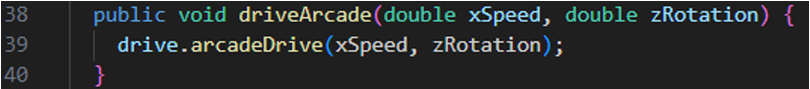 38 public void driveArcade(double xSpeed, double zRotation) {
39 drive.arcadeDrive(xSpeed, zRotation);
40 }